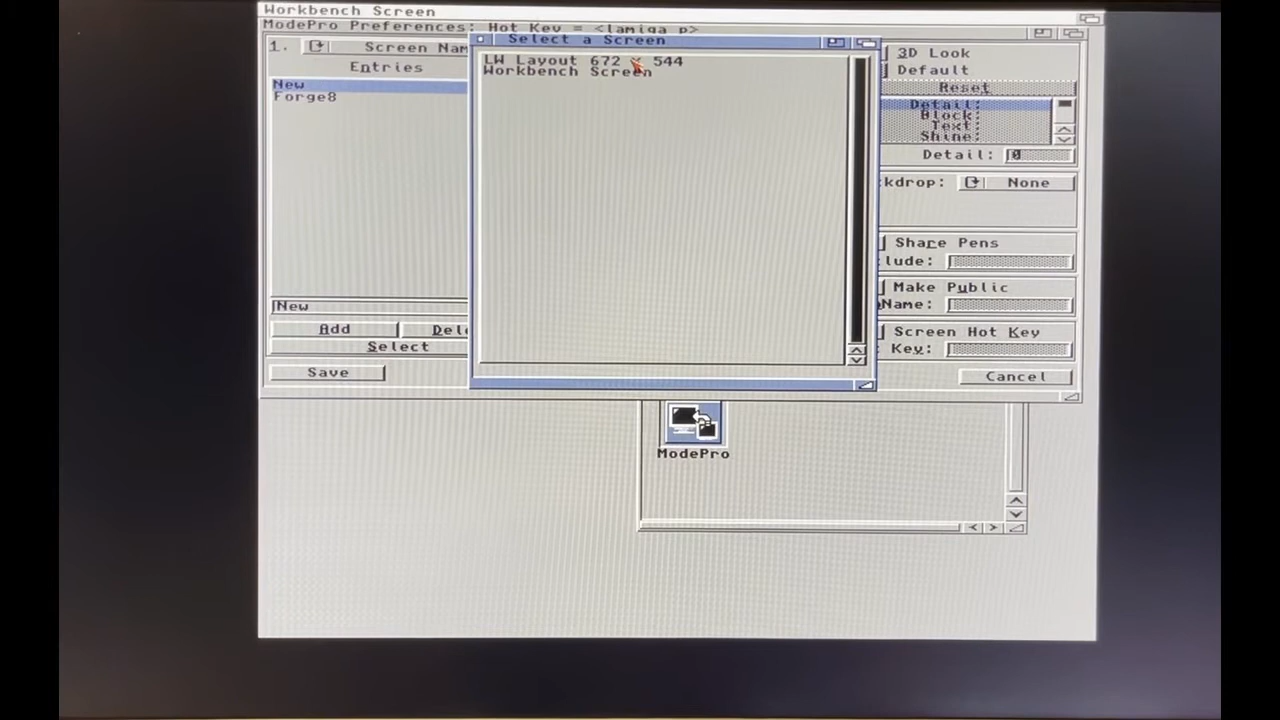 Workbench Screen
ModePro Preferences: Hot Key = <lamiga p>
Select a Screen
1. Screen Nam
Entries
New
Forge8
New
Add Dele
Select
Save
LW Layout 672 x 544
Workbench Screen
3D Look
Default
Reset
Detail:
Block:
Text:
Shine:
Detail: 0
kdrop: None
Share Pens
lude:
Make Public
Name:
Screen Hot Key
Key:
Cancel
ModePro